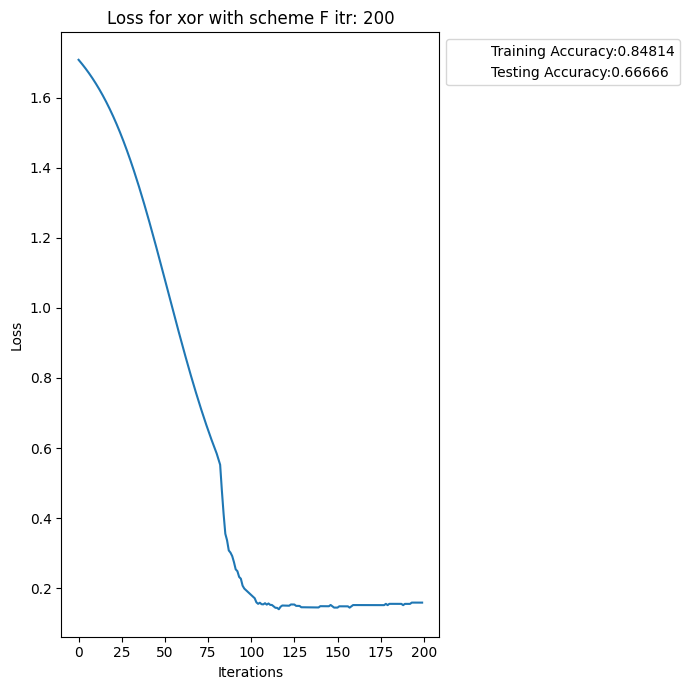 Loss for xor with scheme F itr: 200
Training Accuracy:0.84814
Testing Accuracy:0.66666
1.6
1.4
1.2
1.0
0.8
0.6
0.4
0.2
Loss
0 25 50 75 100 125 150 175 200
Iterations